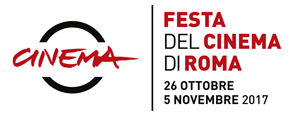 CINEMA
FESTA
DEL CINEMA
DI ROMA
26 OTTOBRE
5 NOVEMBRE 2017